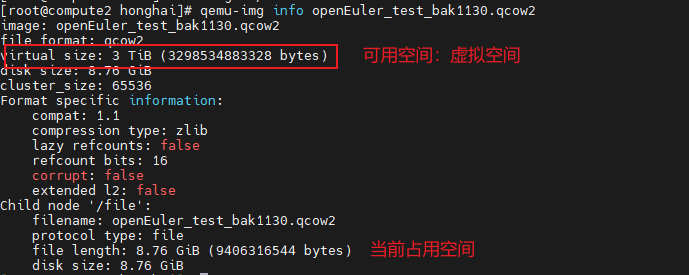 [root@compute2 honghai]# qemu-img info openEuler_test_bak1130.qcow2
image: openEuler_test_bak1130.qcow2
file format: qcow2
virtual size: 3 TiB (3298534883328 bytes) 可用空间：虚拟空间
disk size: 8.76 GiB
cluster_size: 65536
Format specific information:
    compat: 1.1
    compression type: zlib
    lazy refcounts: false
    refcount bits: 16
    corrupt: false
    extended l2: false
Child node '/file':
    filename: openEuler_test_bak1130.qcow2
    protocol type: file
    file length: 8.76 GiB (9406316544 bytes) 当前占用空间
    disk size: 8.76 GiB